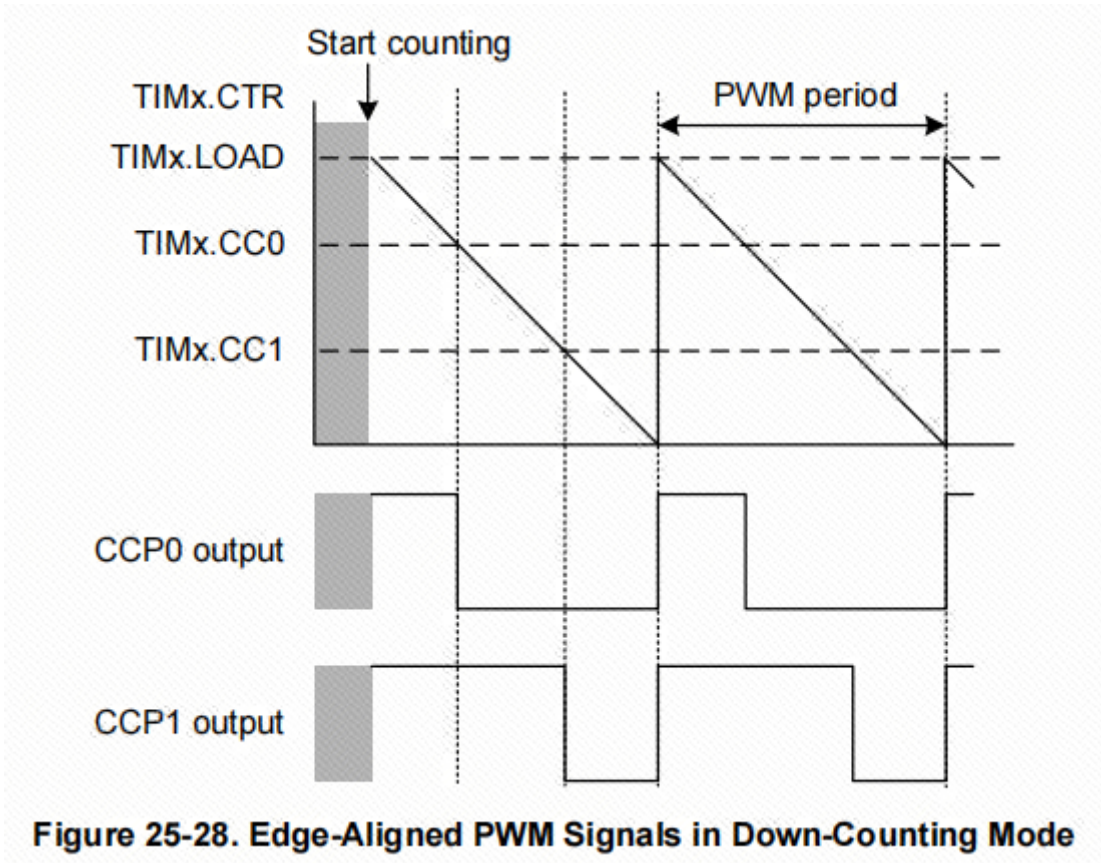 Start counting
TIMx.CTR
PWM period
TIMx.LOAD
TIMx.CC0
TIMx.CC1
CCP0 output
CCP1 output
Figure 25-28. Edge-Aligned PWM Signals in Down-Counting Mode